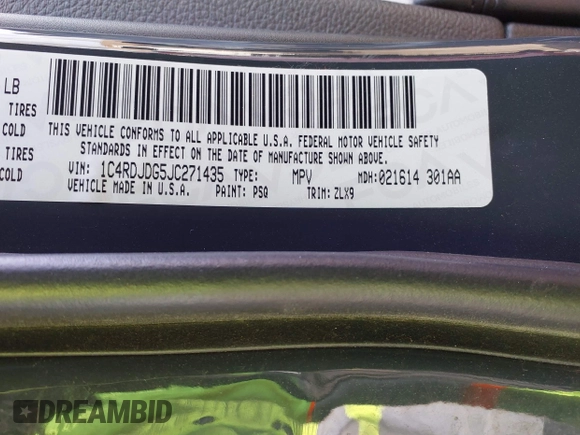 LB
TIRES
COLD
TIRES
COLD
THIS VEHICLE CONFORMS TO ALL APPLICABLE U.S.A. FEDERAL MOTOR VEHICLE SAFETY
STANDARDS IN EFFECT ON THE DATE OF MANUFACTURE SHOWN ABOVE.
VIN: 1C4RDJDG5JC271435 TYPE: MPV MDH: 021614 301AA
VEHICLE MADE IN U.S.A. PAINT: PSQ TRIM: ZLX9
DREAMBID